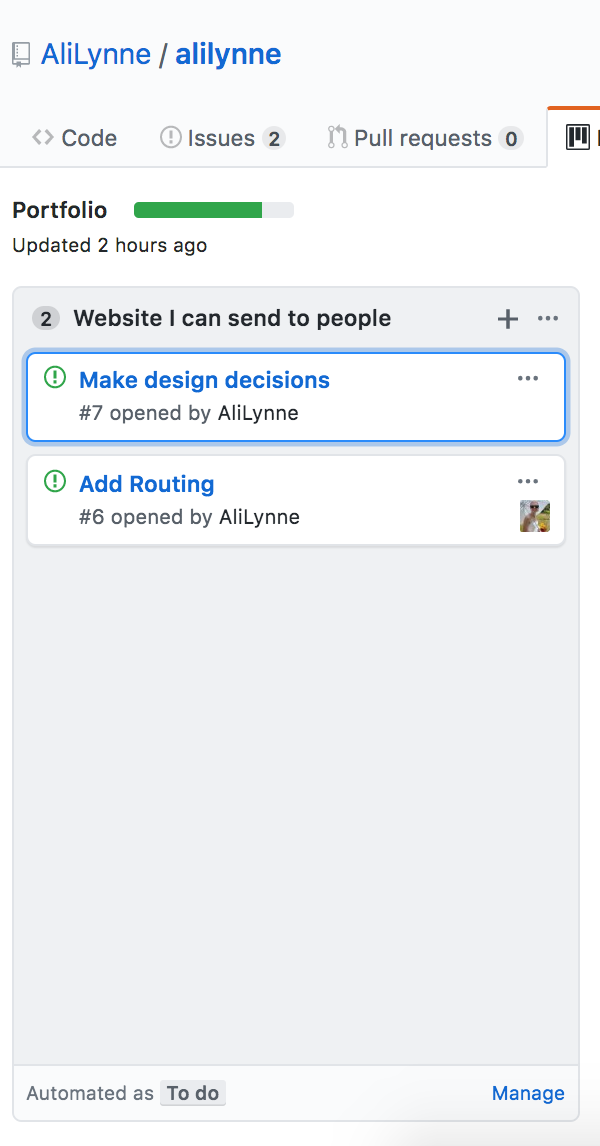 AliLynne / alilynne
Code Issues 2 Pull requests 0
Portfolio
Updated 2 hours ago
2 Website I can send to people
Make design decisions
#7 opened by AliLynne
Add Routing
#6 opened by AliLynne
Automated as To do Manage